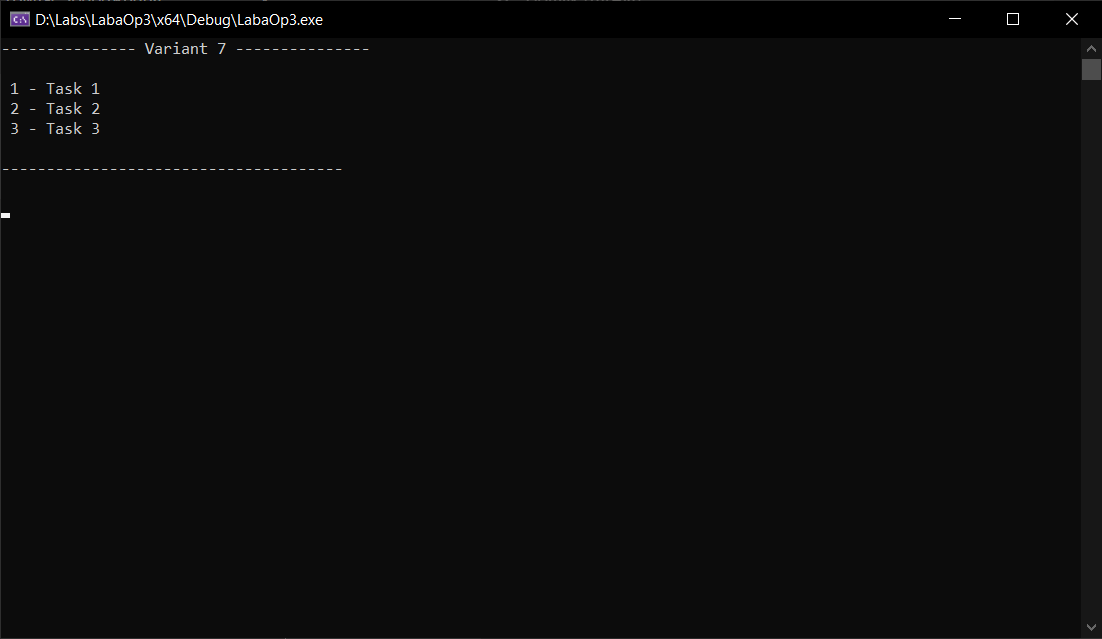 D:\Labs\LabaOp3\x64\Debug\LabaOp3.exe
--------------- Variant 7 ---------------
1 - Task 1
2 - Task 2
3 - Task 3
--------------------------------------